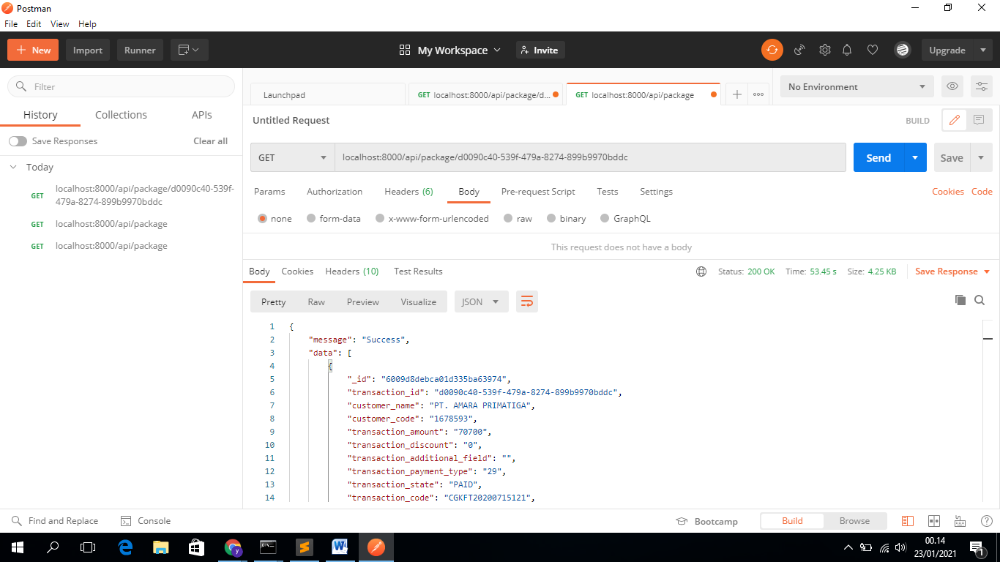 Postman
File Edit View Help
New Import Runner My Workspace Invite Upgrade
Filter
History Collections APIs
Save Responses Clear all
Today
GET localhost:8000/api/package/d0090c40-539f-
479a-8274-899b9970bddc
GET localhost:8000/api/package
GET localhost:8000/api/package
Launchpad GET localhost:8000/api/package/d... GET localhost:8000/api/package No Environment
Untitled Request BUILD
GET localhost:8000/api/package/d0090c40-539f-479a-8274-899b9970bddc Send Save
Params Authorization Headers (6) Body Pre-request Script Tests Settings Cookies Code
none form-data x-www-form-urlencoded raw binary GraphQL
This request does not have a body
Body Cookies Headers (10) Test Results Status: 200 OK Time: 53.45 s Size: 4.25 KB Save Response
Pretty Raw Preview Visualize JSON
1 {
2 "message": "Success",
3 "data": [
4 {
5 "_id": "6009d8debca01d335ba63974",
6 "transaction_id": "d0090c40-539f-479a-8274-899b9970bddc",
7 "customer_name": "PT. AMARA PRIMATIGA",
8 "customer_code": "1678593",
9 "transaction_amount": "70700",
10 "transaction_discount": "0",
11 "transaction_additional_field": "",
12 "transaction_payment_type": "29",
13 "transaction_state": "PAID",
14 "transaction_code": "CGKFT20200715121",
Find and Replace Console Bootcamp Build Browse
00.14
23/01/2021
1